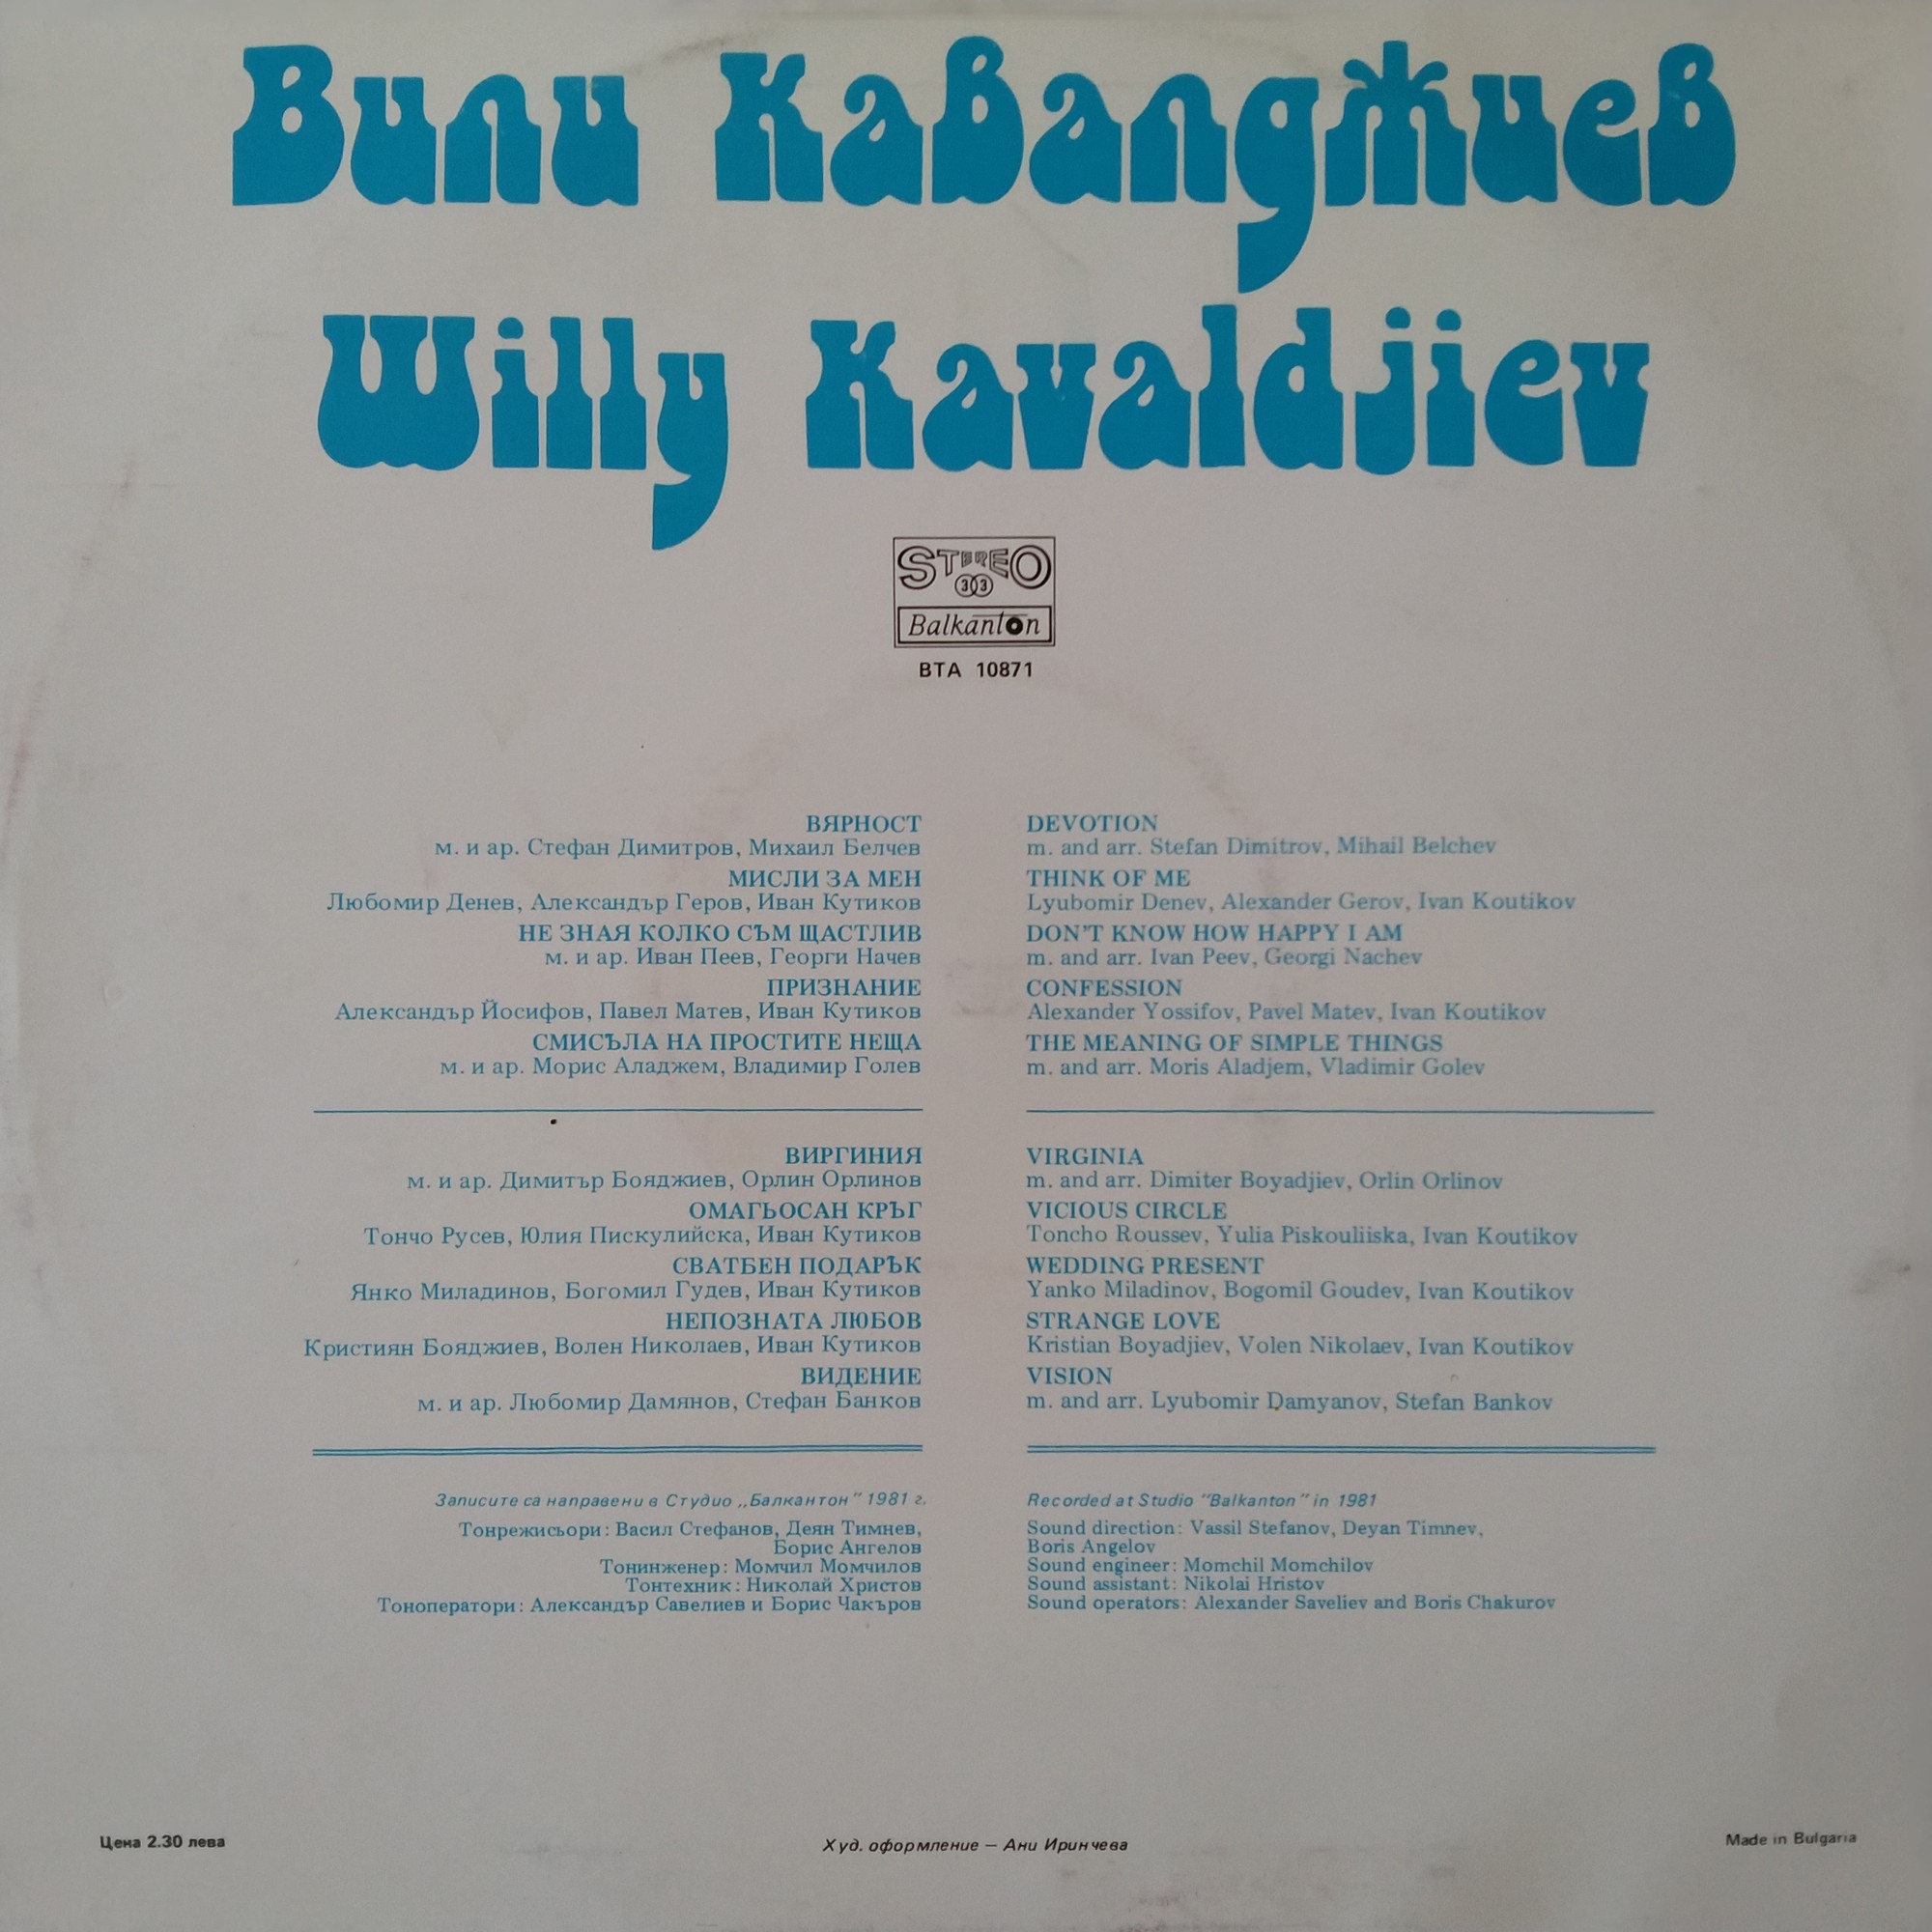 Вили Кавалджиев
Willy Kavaldjiev
STEREO
33
Balkanton
BTA 10871
ВЯРНОСТ
м. и ар. Стефан Димитров, Михаил Белчев
МИСЛИ ЗА МЕН
Любомир Денев, Александър Геров, Иван Кутиков
НЕ ЗНАЯ КОЛКО СЪМ ЩАСТЛИВ
м. и ар. Иван Пеев, Георги Начев
ПРИЗНАНИЕ
Александър Йосифов, Павел Матев, Иван Кутиков
СМИСЪЛА НА ПРОСТИТЕ НЕЩА
м. и ар. Морис Аладжем, Владимир Голев
ВИРГИНИЯ
м. и ар. Димитър Бояджиев, Орлин Орлинов
ОМАГЬОСАН КРЪГ
Тончо Русев, Юлия Пискулийска, Иван Кутиков
СВАТБЕН ПОДАРЪК
Янко Миладинов, Богомил Гудев, Иван Кутиков
НЕПОЗНАТА ЛЮБОВ
Кристиян Бояджиев, Волен Николаев, Иван Кутиков
ВИДЕНИЕ
м. и ар. Любомир Дамянов, Стефан Банков
Записите са направени в Студио „Балкантон" 1981 г.
Тонрежисьори: Васил Стефанов, Деян Тимнев,
Борис Ангелов
Тонинженер: Момчил Момчилов
Тонтехник: Николай Христов
Тоноператори: Александър Савелиев и Борис Чакъров
DEVOTION
m. and arr. Stefan Dimitrov, Mihail Belchev
THINK OF ME
Lyubomir Denev, Alexander Gerov, Ivan Koutikov
DON'T KNOW HOW HAPPY I AM
m. and arr. Ivan Peev, Georgi Nachev
CONFESSION
Alexander Yossifov, Pavel Matev, Ivan Koutikov
THE MEANING OF SIMPLE THINGS
m. and arr. Moris Aladjem, Vladimir Golev
VIRGINIA
m. and arr. Dimiter Boyadjiev, Orlin Orlinov
VICIOUS CIRCLE
Toncho Roussev, Yulia Piskouliiska, Ivan Koutikov
WEDDING PRESENT
Yanko Miladinov, Bogomil Goudev, Ivan Koutikov
STRANGE LOVE
Kristian Boyadjiev, Volen Nikolaev, Ivan Koutikov
VISION
m. and arr. Lyubomir Damyanov, Stefan Bankov
Recorded at Studio "Balkanton" in 1981
Sound direction: Vassil Stefanov, Deyan Timnev,
Boris Angelov
Sound engineer: Momchil Momchilov
Sound assistant: Nikolai Hristov
Sound operators: Alexander Saveliev and Boris Chakurov
Цена 2.30 лева
Худ. оформление — Ани Иринчева
Made in Bulgaria